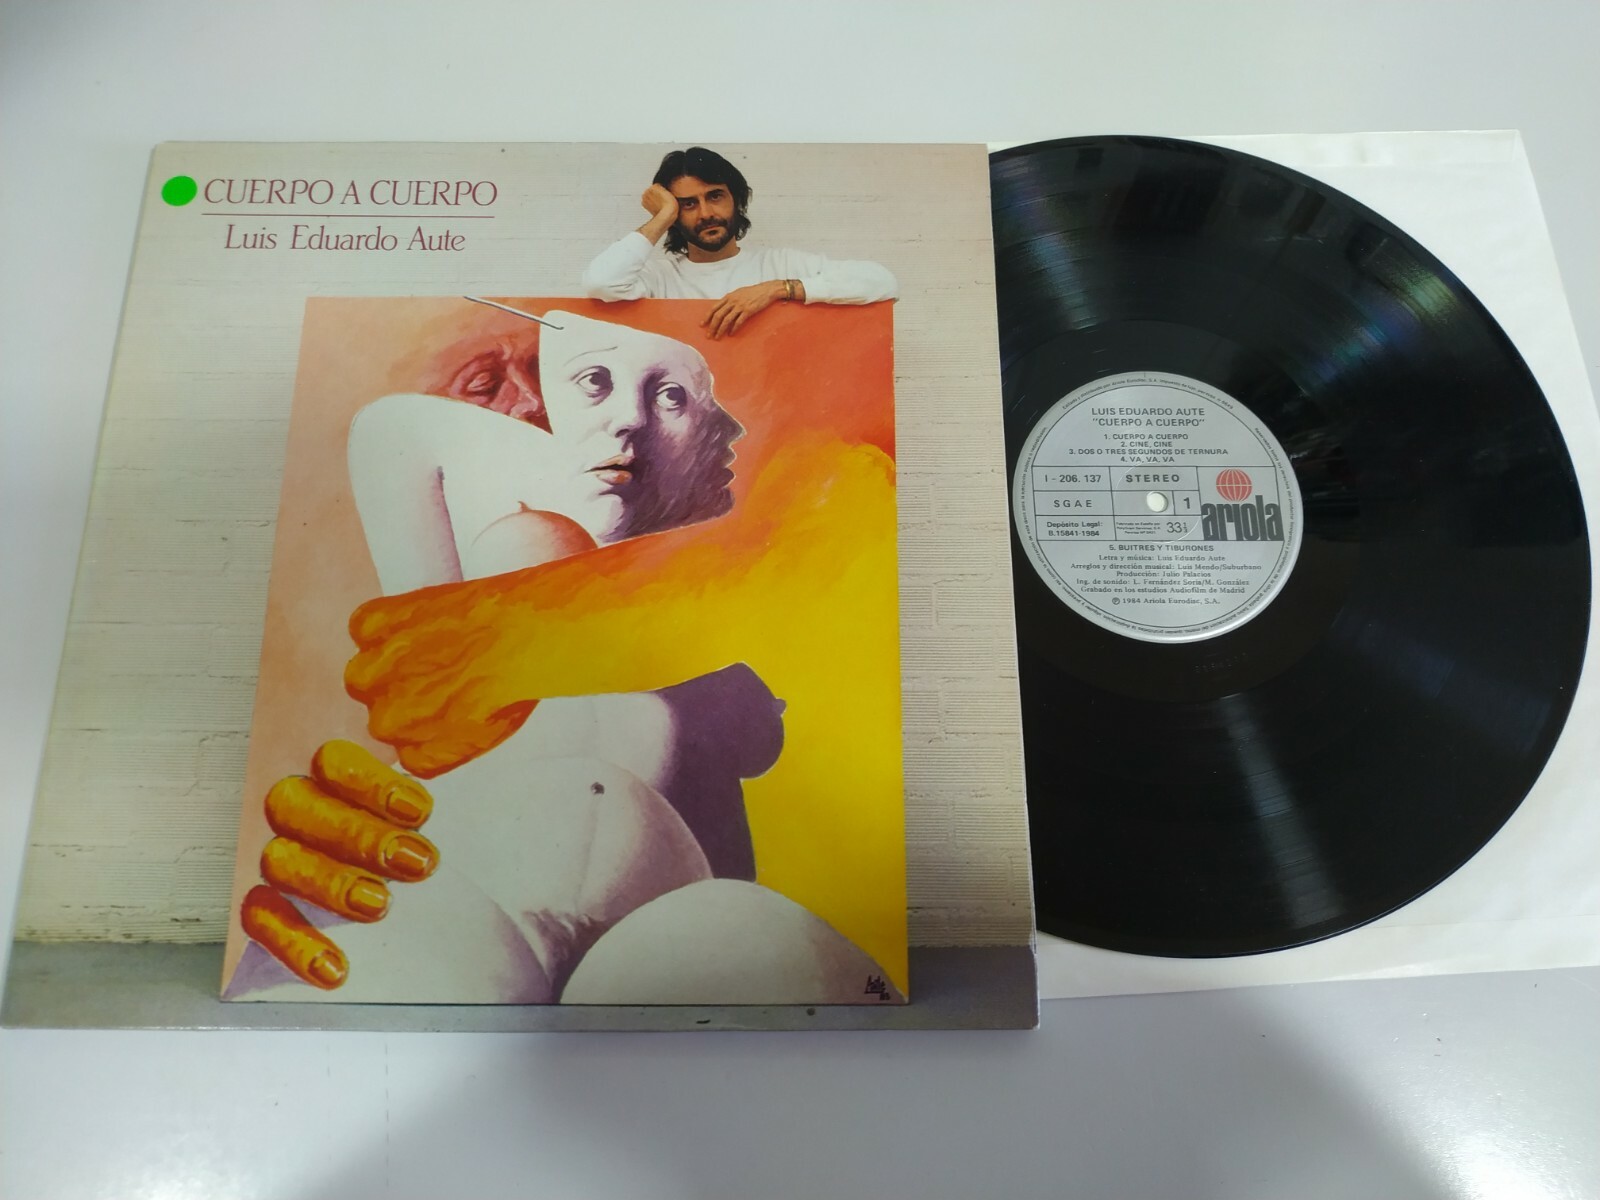 CUERPO A CUERPO
Luis Eduardo Aute
LUIS EDUARDO AUTE
"CUERPO A CUERPO"
1. CUERPO A CUERPO
2. CINE, CINE
3. DOS O TRES SEGUNDOS DE TERNURA
4. VA, VA, VA
I - 206. 137
STEREO
SGAE
1
ariola
Depósito Legal:
B.15841-1984
33⅓
5. BUITRES Y TIBURONES
Letra y música: Luis Eduardo Aute
Arreglos y dirección musical: Luis Mendo/Suburbano
Producción: Julio Palacios
Ing. de sonido: L. Fernández Soria/M. González
Grabado en los estudios Audiofilm de Madrid
℗ 1984 Ariola Eurodisc, S.A.